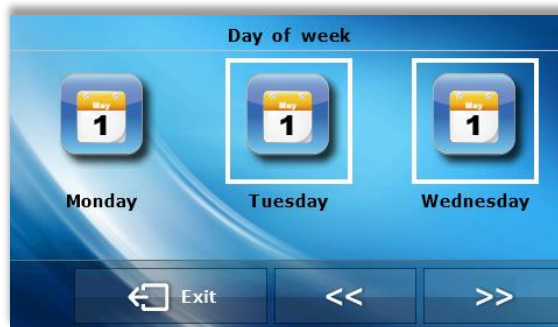 Day of week
May May May
1 1 1
Monday Tuesday Wednesday
Exit << >>